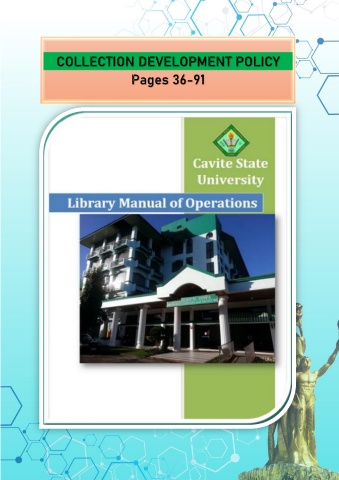 COLLECTION DEVELOPMENT POLICY
Pages 36-91
Cavite State
University
Library Manual of Operations